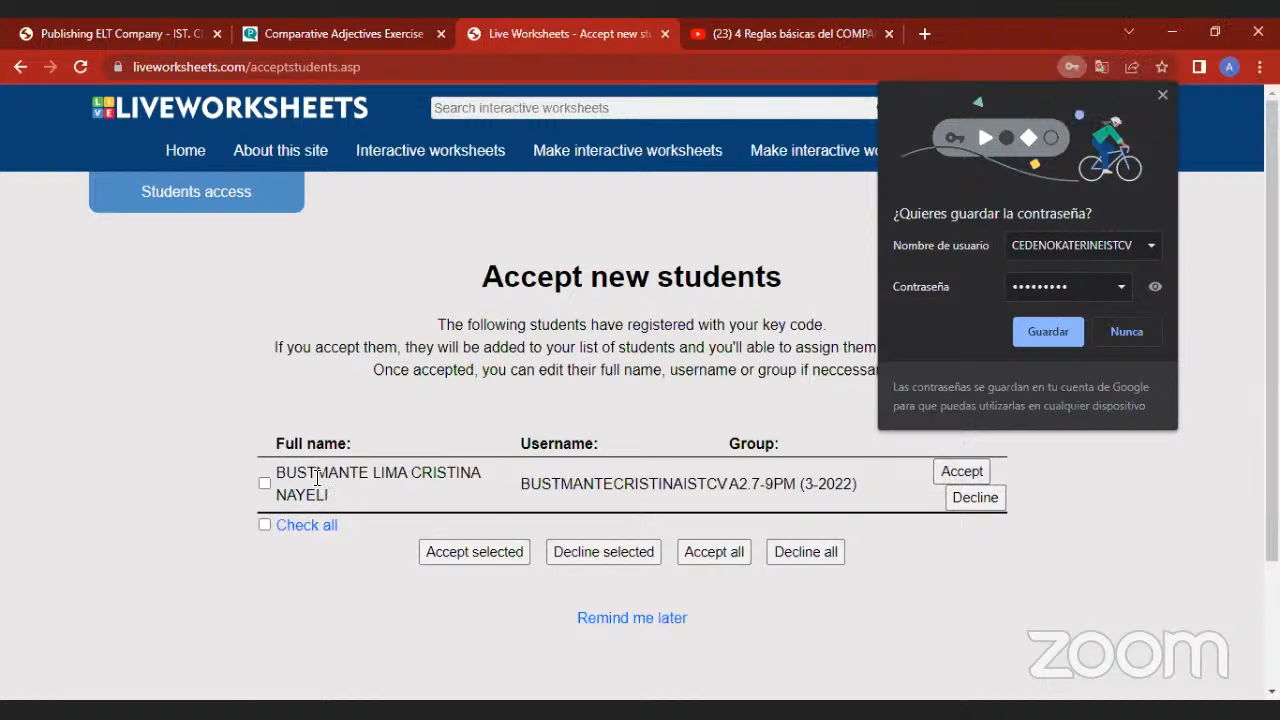 Publishing ELT Company - IST. C
Comparative Adjectives Exercise
Live Worksheets - Accept new stu
(23) 4 Reglas básicas del COMPA
liveworksheets.com/acceptstudents.asp
A
LIVE
LIVEWORKSHEETS
Search interactive worksheets
Home
About this site
Interactive worksheets
Make interactive worksheets
Make interactive wo
Students access
¿Quieres guardar la contraseña?
Nombre de usuario
CEDENOKATERINEISTCV
Contraseña
•••••••••
Guardar
Nunca
Las contraseñas se guardan en tu cuenta de Google
para que puedas utilizarlas en cualquier dispositivo
Accept new students
The following students have registered with your key code.
If you accept them, they will be added to your list of students and you'll able to assign them
Once accepted, you can edit their full name, username or group if neccessar
Full name:
Username:
Group:
BUSTMANTE LIMA CRISTINA
NAYELI
BUSTMANTECRISTINAISTCV
A2.7-9PM (3-2022)
Accept
Decline
Check all
Accept selected
Decline selected
Accept all
Decline all
Remind me later
zoom